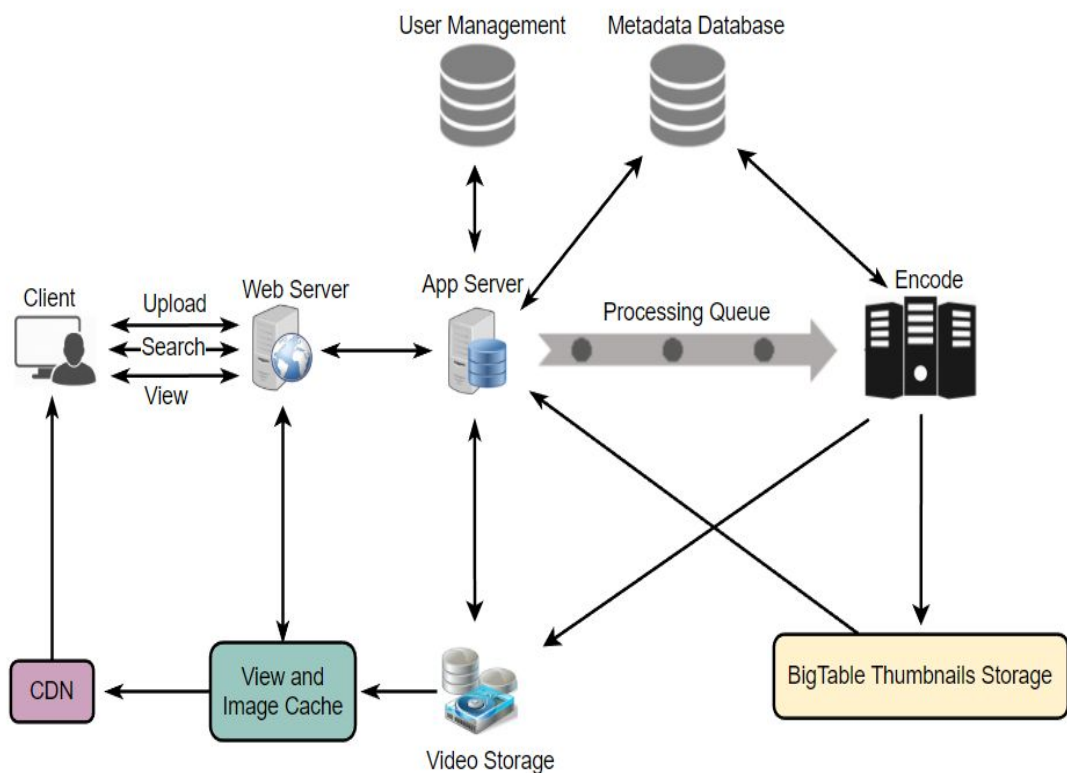 User Management
Metadata Database
Client
Upload
Search
View
Web Server
App Server
Processing Queue
Encode
CDN
View and
Image Cache
Video Storage
BigTable Thumbnails Storage